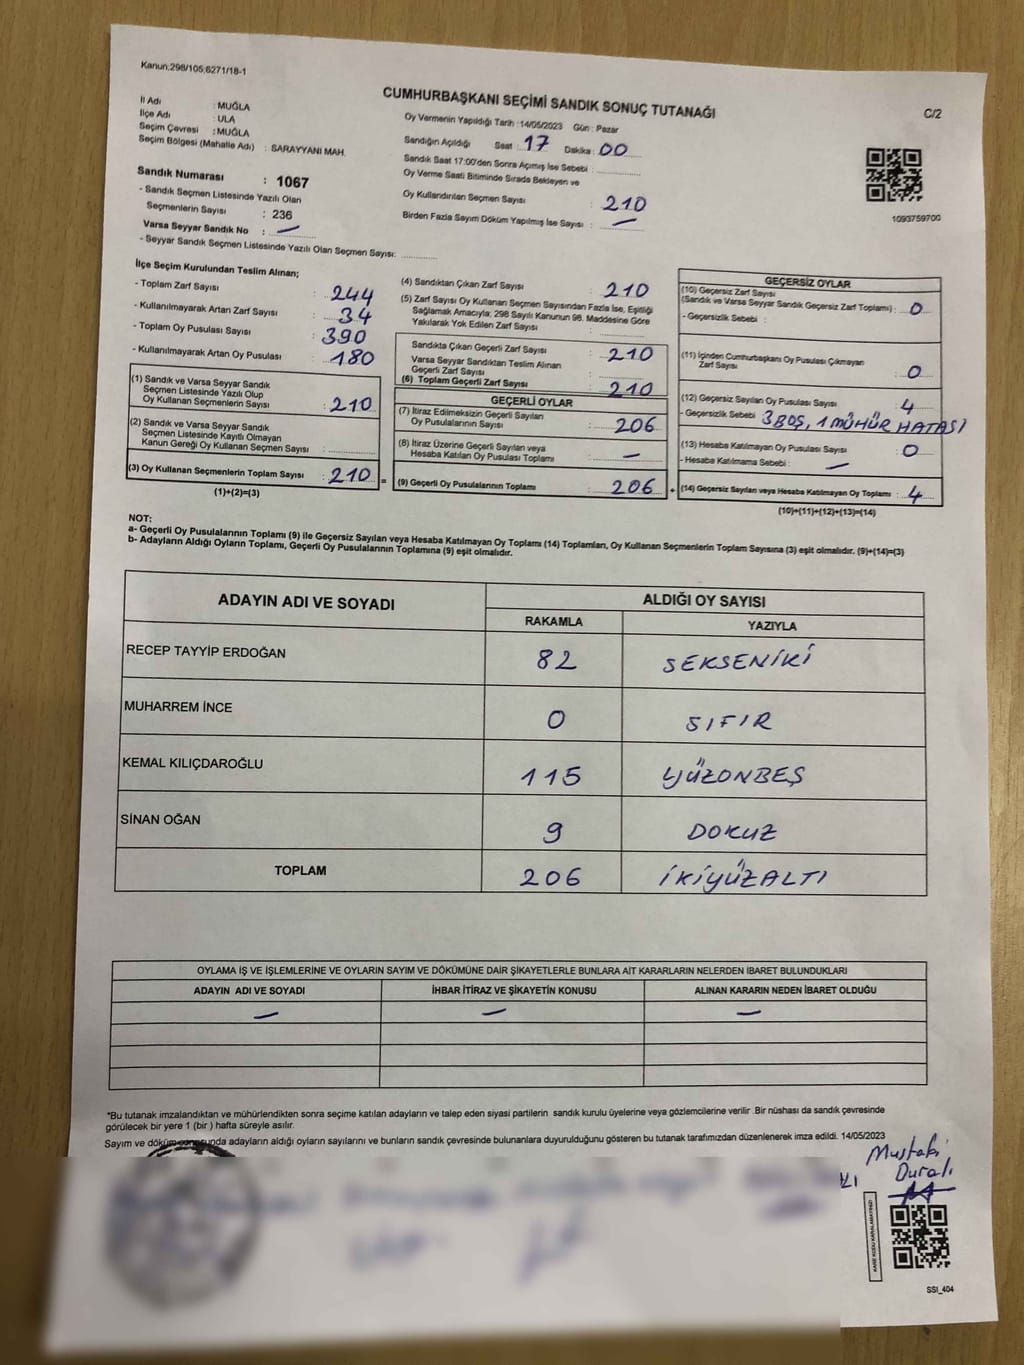 Kanun:298/105;6271/18-1
CUMHURBAŞKANI SEÇİMİ SANDIK SONUÇ TUTANAĞI
C/2
İl Adı : MUĞLA
İlçe Adı : ULA
Seçim Çevresi : MUĞLA
Seçim Bölgesi (Mahalle Adı) : SARAYYANI MAH.
Sandık Numarası : 1067
- Sandık Seçmen Listesinde Yazılı Olan
Seçmenlerin Sayısı : 236
Varsa Seyyar Sandık No : —
- Seyyar Sandık Seçmen Listesinde Yazılı Olan Seçmen Sayısı:
Oy Vermenin Yapıldığı Tarih :14/05/2023 Gün : Pazar
Sandığın Açıldığı Saat : 17 Dakika : 00
Sandık Saat 17:00'den Sonra Açımış İse Sebebi :
Oy Verme Saati Bitiminde Sırada Bekleyen ve
Oy Kullandırılan Seçmen Sayısı : 210
Birden Fazla Sayım Döküm Yapılmış İse Sayısı : —
1093759700
İlçe Seçim Kurulundan Teslim Alınan;
- Toplam Zarf Sayısı : 244
- Kullanılmayarak Artan Zarf Sayısı : 34
- Toplam Oy Pusulası Sayısı : 390
- Kullanılmayarak Artan Oy Pusulası : 180
(1) Sandık ve Varsa Seyyar Sandık
Seçmen Listesinde Yazılı Olup
Oy Kullanan Seçmenlerin Sayısı : 210
(2) Sandık ve Varsa Seyyar Sandık
Seçmen Listesinde Kayıtlı Olmayan
Kanun Gereği Oy Kullanan Seçmen Sayısı :
(3) Oy Kullanan Seçmenlerin Toplam Sayısı : 210 =
(1)+(2)=(3)
(4) Sandıktan Çıkan Zarf Sayısı : 210
(5) Zarf Sayısı Oy Kullanan Seçmen Sayısından Fazla İse, Eşitliği
Sağlamak Amacıyla; 298 Sayılı Kanunun 98. Maddesine Göre
Yakılarak Yok Edilen Zarf Sayısı :
Sandıkta Çıkan Geçerli Zarf Sayısı : 210
Varsa Seyyar Sandıktan Teslim Alınan
Geçerli Zarf Sayısı :
(6) Toplam Geçerli Zarf Sayısı : 210
GEÇERLİ OYLAR
(7) İtiraz Edilmeksizin Geçerli Sayılan
Oy Pusulalarının Sayısı : 206
(8) İtiraz Üzerine Geçerli Sayılan veya
Hesaba Katılan Oy Pusulası Toplamı : —
(9) Geçerli Oy Pusulalarının Toplamı : 206 +
GEÇERSİZ OYLAR
(10) Geçersiz Zarf Sayısı
(Sandık ve Varsa Seyyar Sandık Geçersiz Zarf Toplamı) : 0
- Geçersizlik Sebebi :
(11) İçinden Cumhurbaşkanı Oy Pusulası Çıkmayan
Zarf Sayısı : 0
(12) Geçersiz Sayılan Oy Pusulası Sayısı : 4
- Geçersizlik Sebebi : 3 BOŞ, 1 MÜHÜR HATASI
(13) Hesaba Katılmayan Oy Pusulası Sayısı : 0
- Hesaba Katılmama Sebebi : —
(14) Geçersiz Sayılan veya Hesaba Katılmayan Oy Toplamı : 4
(10)+(11)+(12)+(13)=(14)
NOT:
a- Geçerli Oy Pusulalarının Toplamı (9) ile Geçersiz Sayılan veya Hesaba Katılmayan Oy Toplamı (14) Toplamları, Oy Kullanan Seçmenlerin Toplam Sayısına (3) eşit olmalıdır. (9)+(14)=(3)
b- Adayların Aldığı Oyların Toplamı, Geçerli Oy Pusulalarının Toplamına (9) eşit olmalıdır.
ADAYIN ADI VE SOYADI ALDIĞI OY SAYISI
RAKAMLA YAZIYLA
RECEP TAYYİP ERDOĞAN 82 SEKSENİKİ
MUHARREM İNCE 0 SIFIR
KEMAL KILIÇDAROĞLU 115 YÜZONBEŞ
SİNAN OĞAN 9 DOKUZ
TOPLAM 206 İKİYÜZALTI
OYLAMA İŞ VE İŞLEMLERİNE VE OYLARIN SAYIM VE DÖKÜMÜNE DAİR ŞİKAYETLERLE BUNLARA AİT KARARLARIN NELERDEN İBARET BULUNDUKLARI
ADAYIN ADI VE SOYADI İHBAR İTİRAZ VE ŞİKAYETİN KONUSU ALINAN KARARIN NEDEN İBARET OLDUĞU
— — —
*Bu tutanak imzalandıktan ve mühürlendikten sonra seçime katılan adayların ve talep eden siyasi partilerin sandık kurulu üyelerine veya gözlemcilerine verilir .Bir nüshası da sandık çevresinde
görülecek bir yere 1 (bir ) hafta süreyle asılır.
Sayım ve döküm sonucunda adayların aldığı oyların sayılarını ve bunların sandık çevresinde bulunanlara duyurulduğunu gösteren bu tutanak tarafımızdan düzenlenerek imza edildi. 14/05/2023
Mustafi
Durali
KARE KODU KARALAMAYINIZ!
SSİ_404